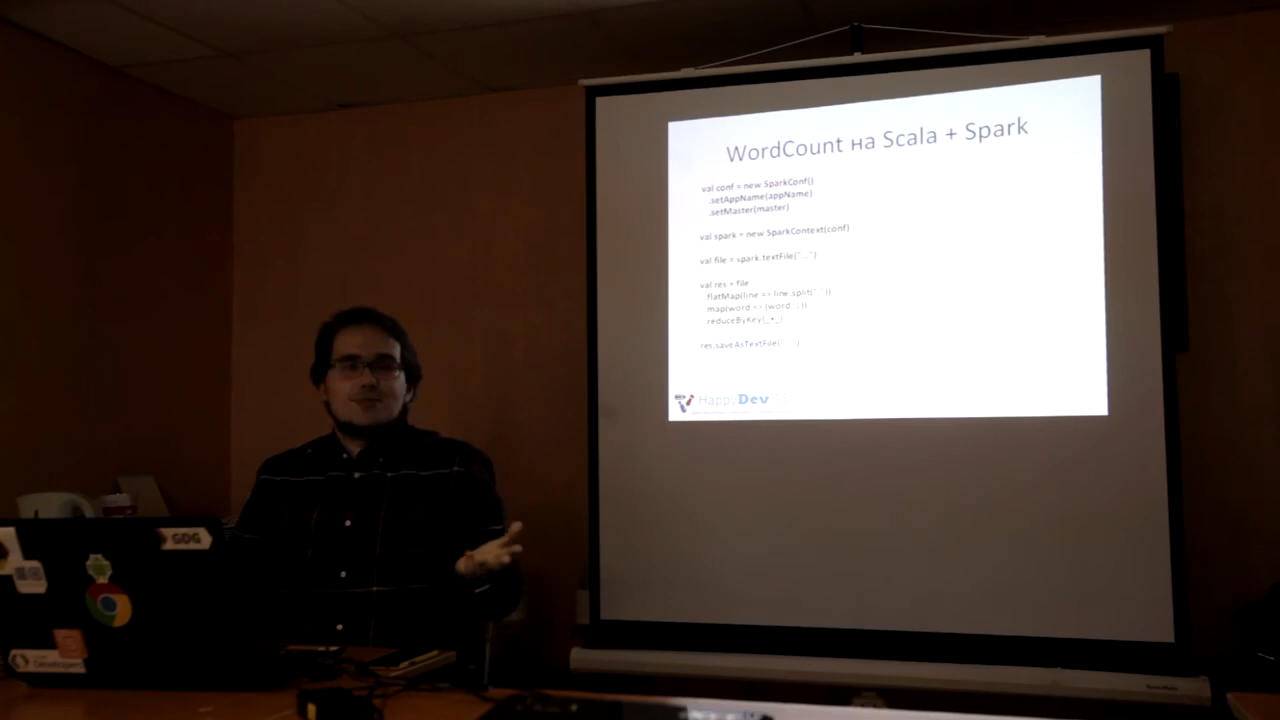 WordCount на Scala + Spark
val conf = new SparkConf()
.setAppName(appName)
.setMaster(master)
val spark = new SparkContext(conf)
val file = spark.textFile("...")
val res = file
flatMap(line => line.split(" "))
map(word => (word
reduceByKey(_+_)
res.saveAsTextFile("
HappyDev
GDG
Developers